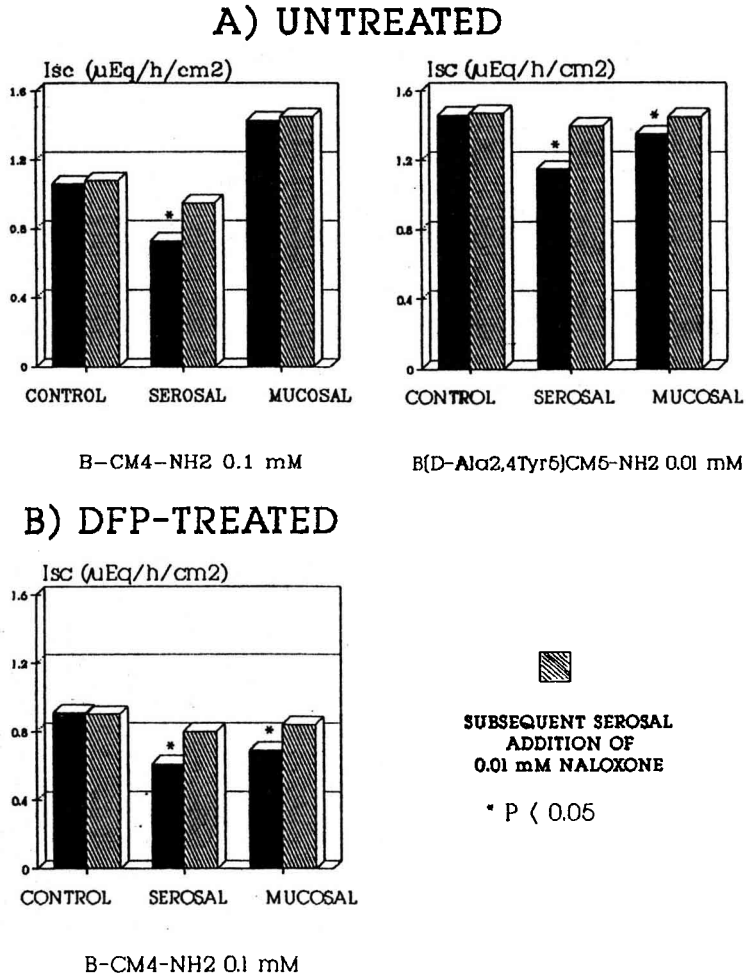 A) UNTREATED
Isc (µEq/h/cm2)
1.6
1.2
0.8
0.4
0
*
CONTROL SEROSAL MUCOSAL
B-CM4-NH2 0.1 mM
Isc (µEq/h/cm2)
1.6
1.2
0.8
0.4
0
* *
CONTROL SEROSAL MUCOSAL
B(D-Ala2,4Tyr5)CM5-NH2 0.01 mM
B) DFP-TREATED
Isc (µEq/h/cm2)
1.6
1.2
0.8
0.4
0
* *
CONTROL SEROSAL MUCOSAL
B-CM4-NH2 0.1 mM
SUBSEQUENT SEROSAL
ADDITION OF
0.01 mM NALOXONE
* P < 0.05